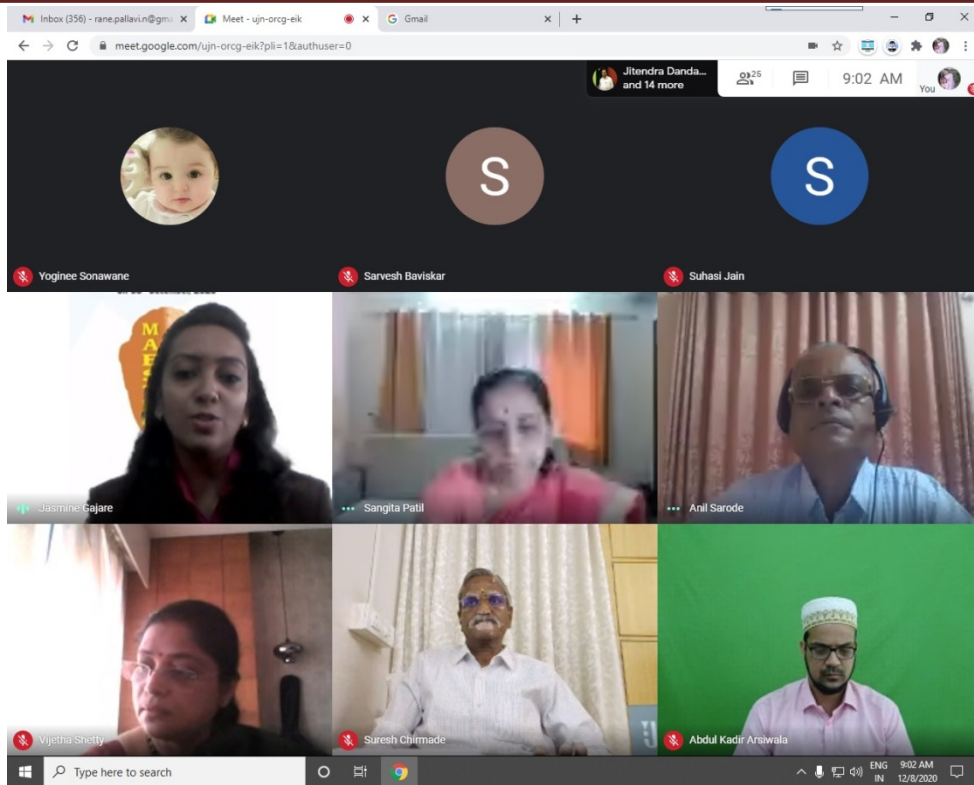 Inbox (356) - rane.pallavi.n@gm
Meet - ujn-orcg-eik
Gmail
meet.google.com/ujn-orcg-eik?pli=1&authuser=0
Jitendra Danda...
and 14 more
25
9:02 AM
You
S
S
Yoginee Sonawane
Sarvesh Baviskar
Suhasi Jain
December, 2020
M
A
E
Jasmine Gajare
Sangita Patil
Anil Sarode
Vijetha Shetty
Suresh Chirmade
Abdul Kadir Arsiwala
Type here to search
ENG
IN
9:02 AM
12/8/2020